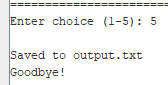 ==========================
Enter choice (1-5): 5
Saved to output.txt
Goodbye!